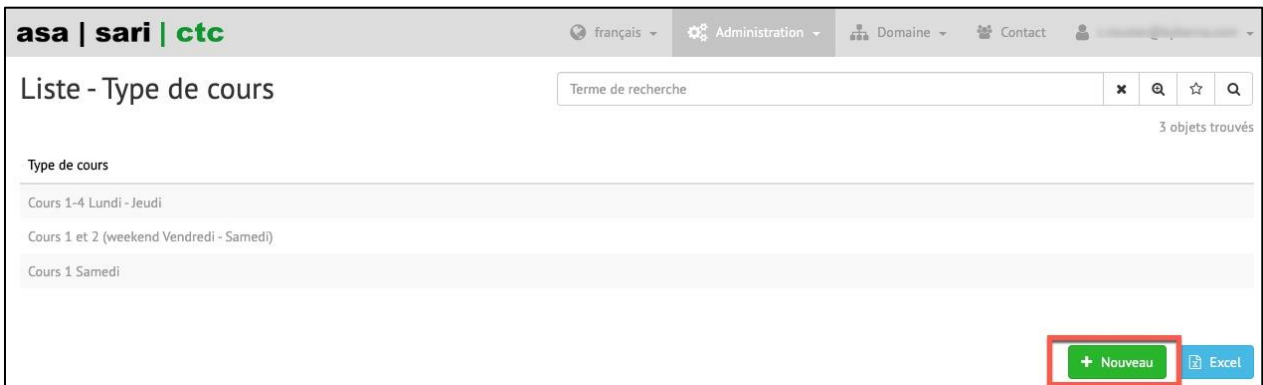 asa | sari | ctc français Administration Domaine Contact
Liste - Type de cours Terme de recherche
3 objets trouvés
Type de cours
Cours 1-4 Lundi - Jeudi
Cours 1 et 2 (weekend Vendredi - Samedi)
Cours 1 Samedi
+ Nouveau Excel